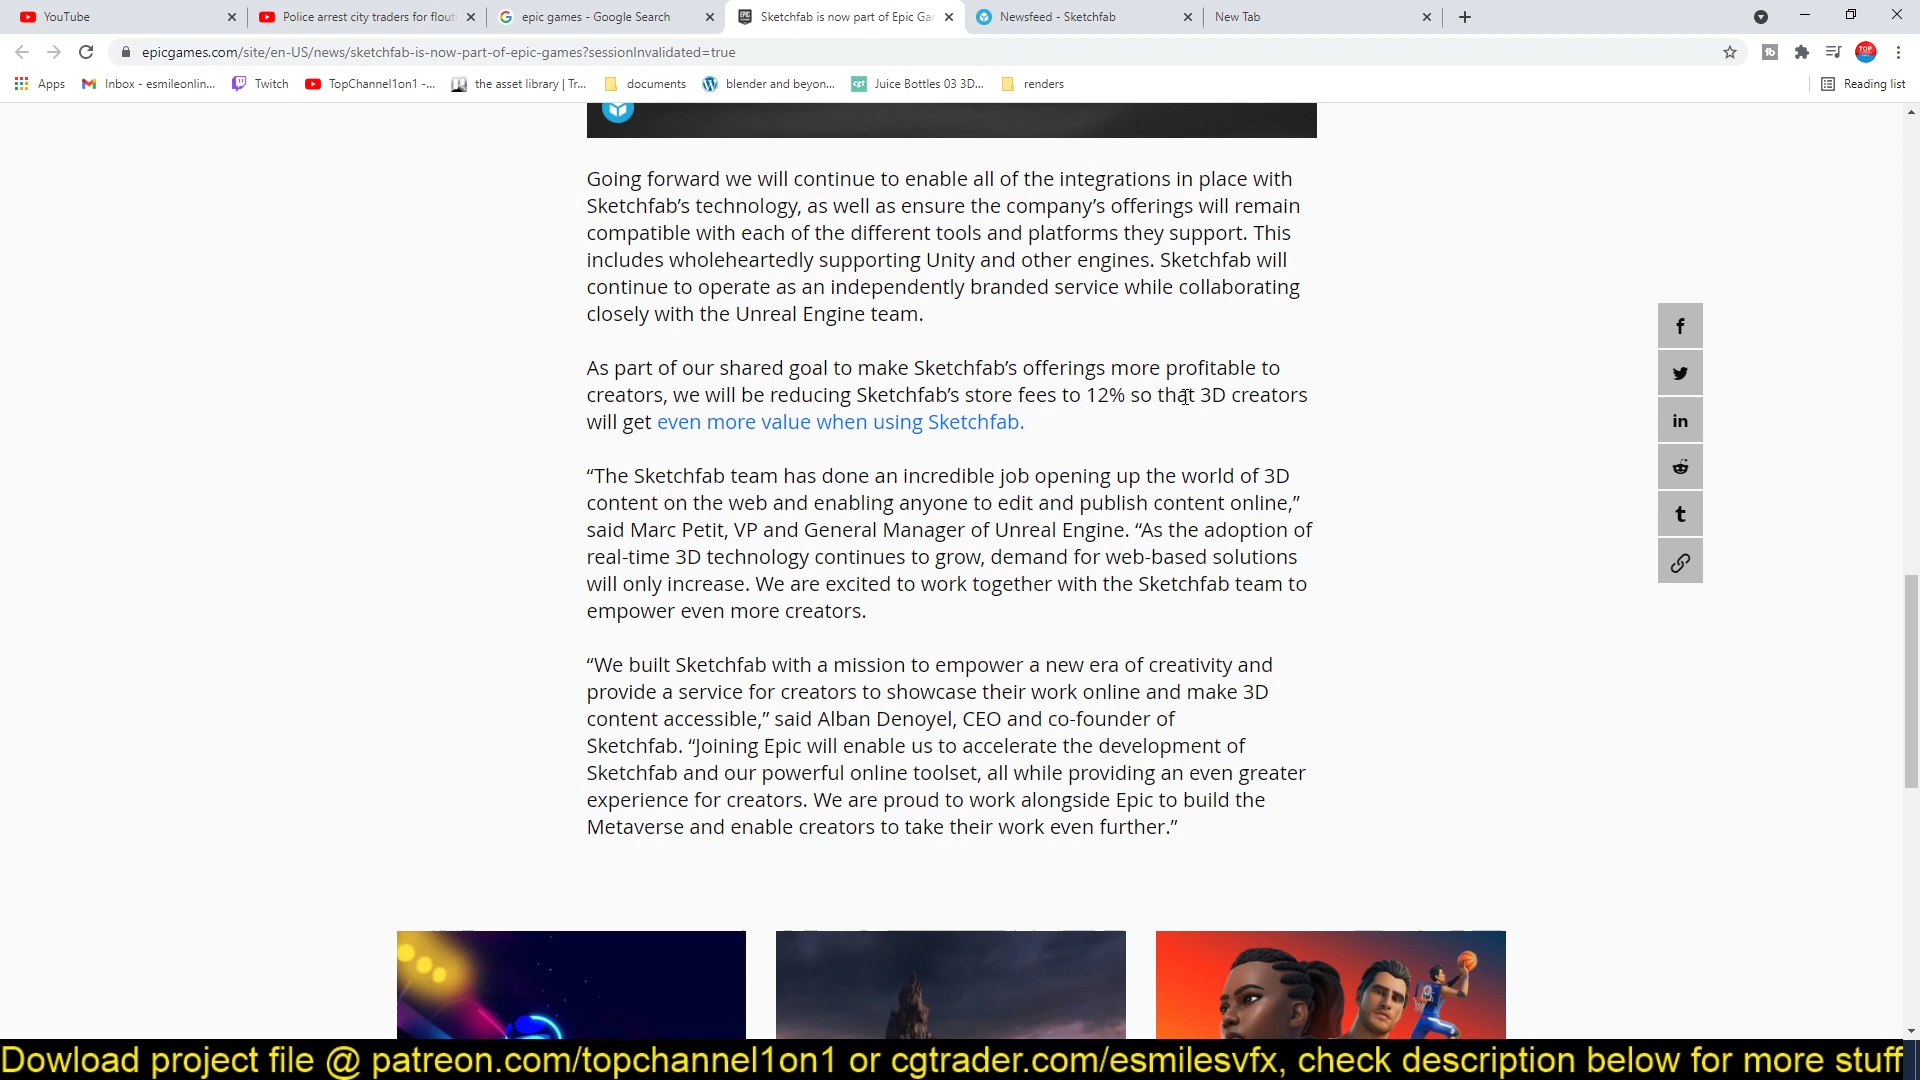 YouTube
Police arrest city traders for flouti
epic games - Google Search
Sketchfab is now part of Epic Gar
Newsfeed - Sketchfab
New Tab
epicgames.com/site/en-US/news/sketchfab-is-now-part-of-epic-games?sessionInvalidated=true
Apps
Inbox - esmileonlin...
Twitch
TopChannel1on1 -...
the asset library | Tr...
documents
blender and beyon...
cgt
Juice Bottles 03 3D...
renders
Reading list
Going forward we will continue to enable all of the integrations in place with
Sketchfab’s technology, as well as ensure the company’s offerings will remain
compatible with each of the different tools and platforms they support. This
includes wholeheartedly supporting Unity and other engines. Sketchfab will
continue to operate as an independently branded service while collaborating
closely with the Unreal Engine team.
As part of our shared goal to make Sketchfab’s offerings more profitable to
creators, we will be reducing Sketchfab’s store fees to 12% so that 3D creators
will get even more value when using Sketchfab.
“The Sketchfab team has done an incredible job opening up the world of 3D
content on the web and enabling anyone to edit and publish content online,”
said Marc Petit, VP and General Manager of Unreal Engine. “As the adoption of
real-time 3D technology continues to grow, demand for web-based solutions
will only increase. We are excited to work together with the Sketchfab team to
empower even more creators.
“We built Sketchfab with a mission to empower a new era of creativity and
provide a service for creators to showcase their work online and make 3D
content accessible,” said Alban Denoyel, CEO and co-founder of
Sketchfab. “Joining Epic will enable us to accelerate the development of
Sketchfab and our powerful online toolset, all while providing an even greater
experience for creators. We are proud to work alongside Epic to build the
Metaverse and enable creators to take their work even further.”
Dowload project file @ patreon.com/topchannel1on1 or cgtrader.com/esmilesvfx, check description below for more stuff